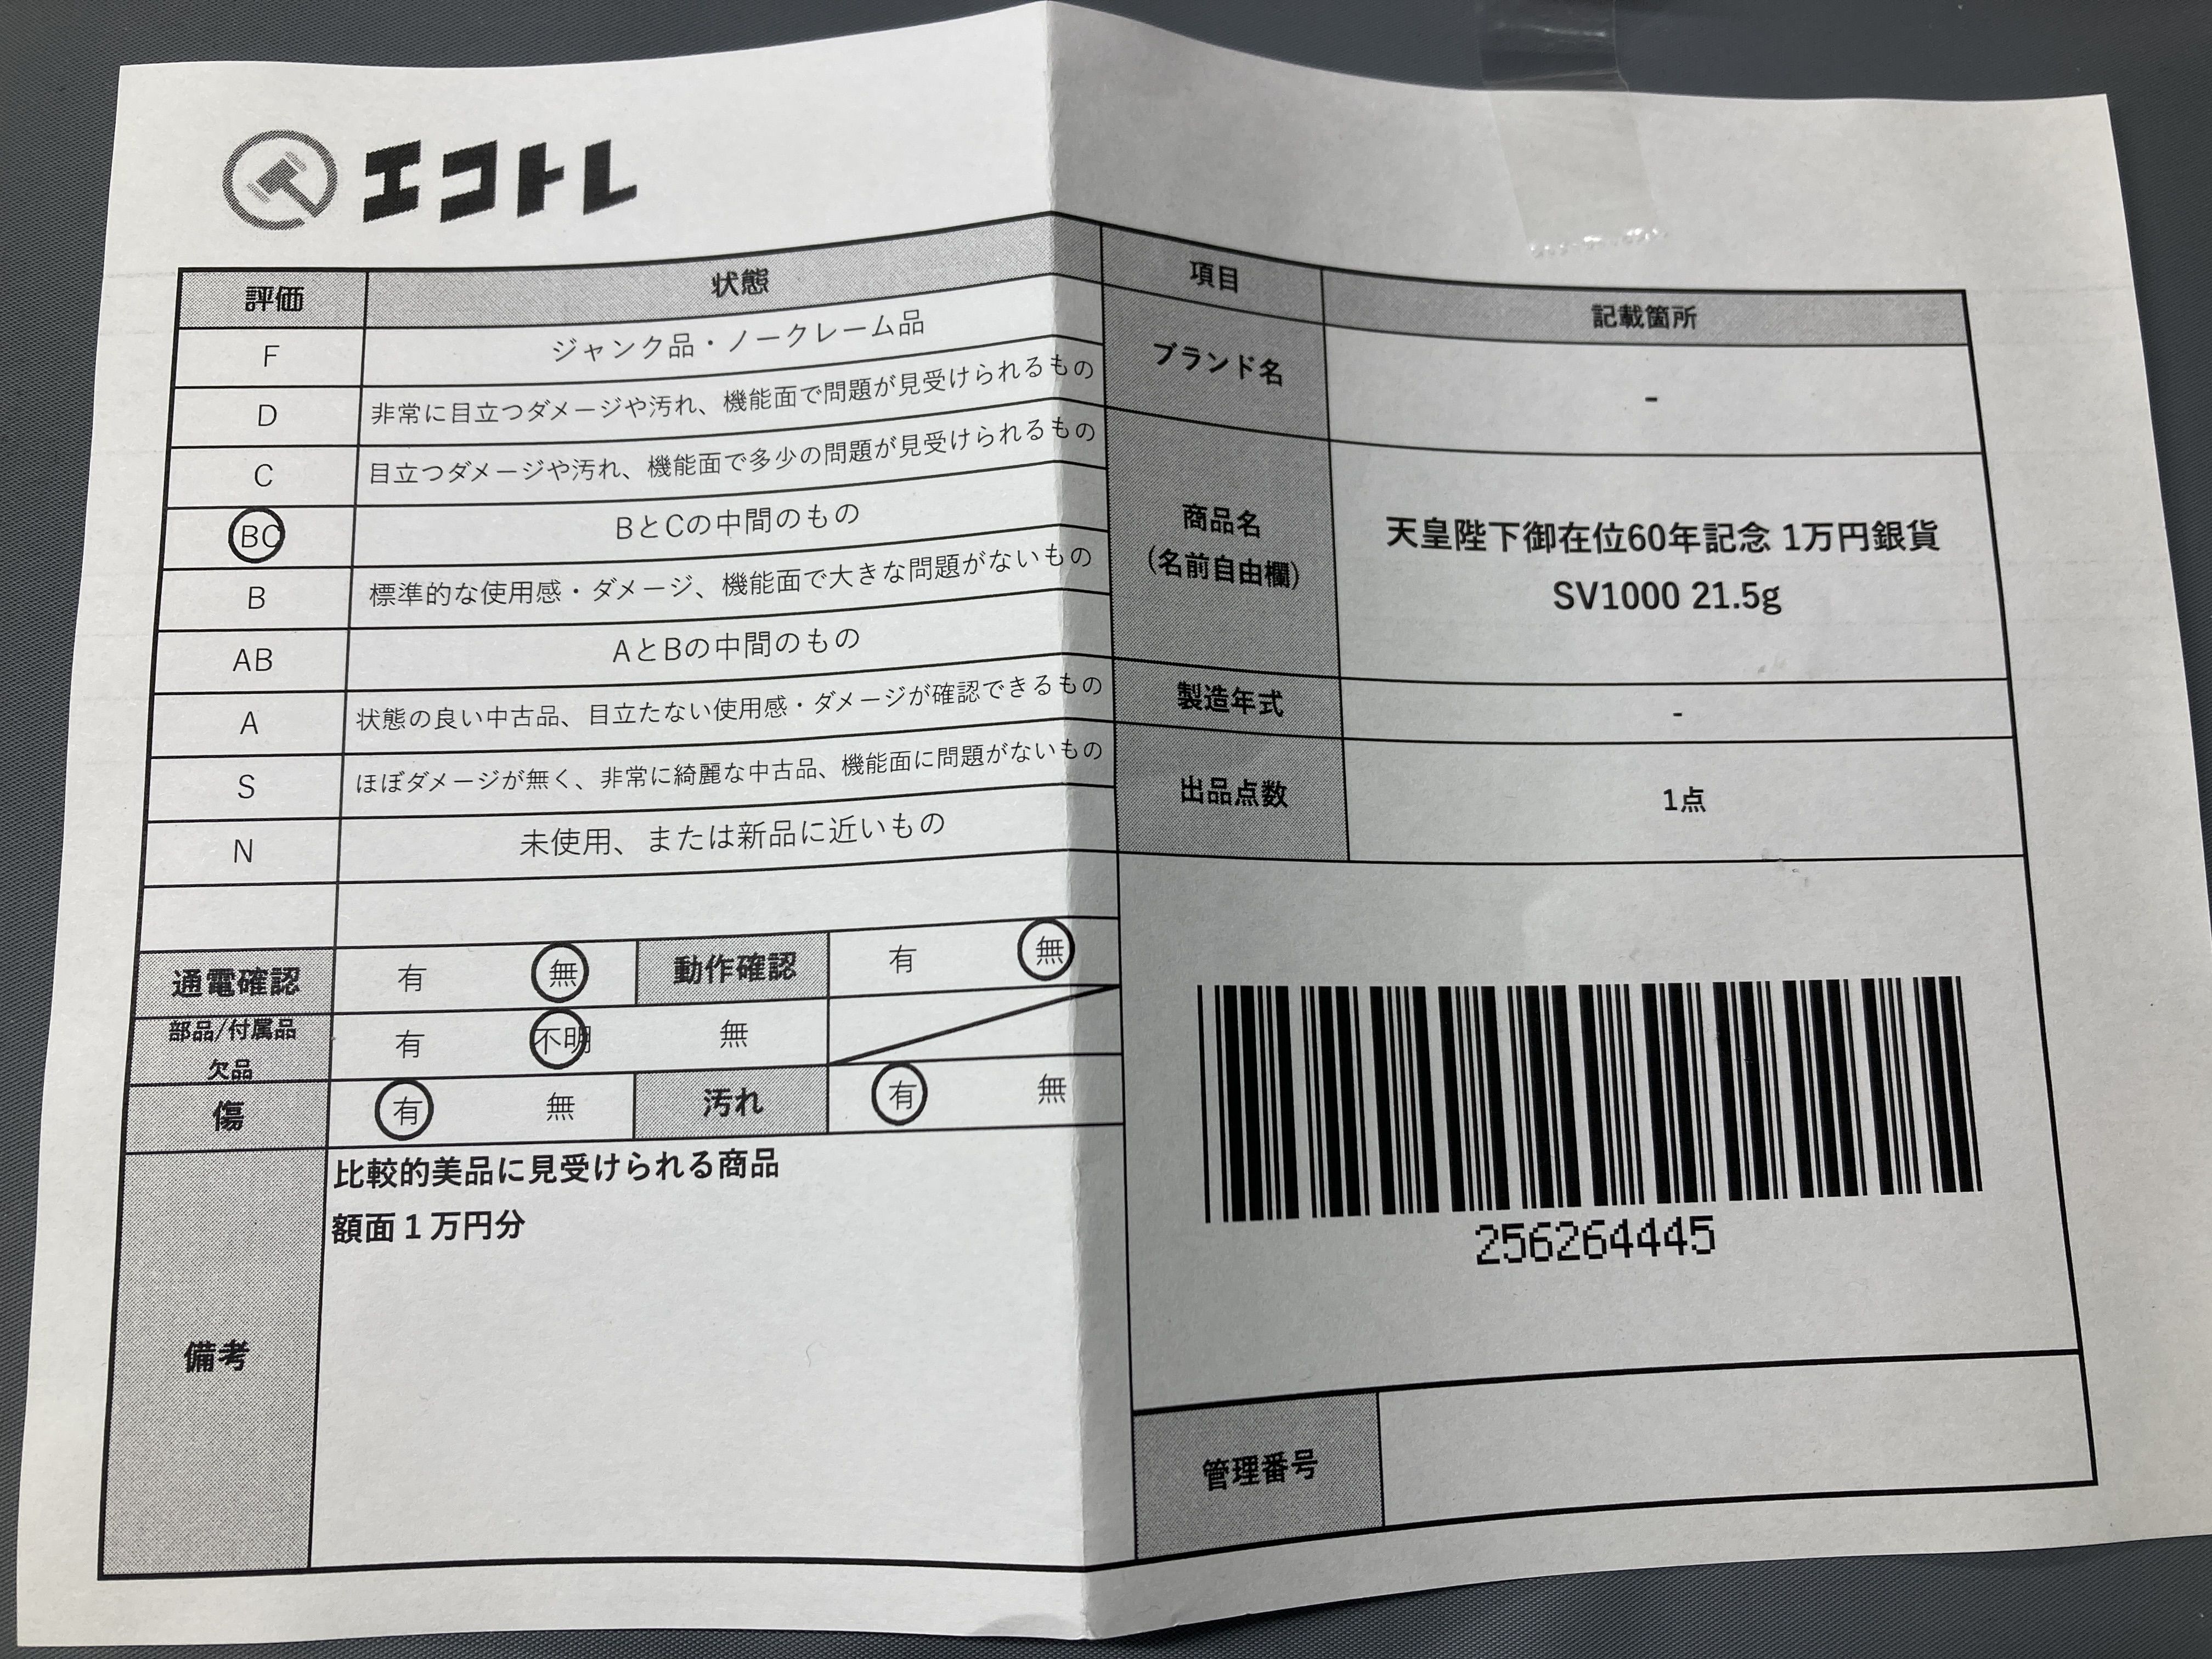 エコトレ
評価 状態
F ジャンク品・ノークレーム品
D 非常に目立つダメージや汚れ、機能面で問題が見受けられるもの
C 目立つダメージや汚れ、機能面で多少の問題が見受けられるもの
BC BとCの中間のもの
B 標準的な使用感・ダメージ、機能面で大きな問題がないもの
AB AとBの中間のもの
A 状態の良い中古品、目立たない使用感・ダメージが確認できるもの
S ほぼダメージが無く、非常に綺麗な中古品、機能面に問題がないもの
N 未使用、または新品に近いもの
通電確認 有 無 動作確認 有 無
部品/付属品
欠品 有 不明 無
傷 有 無 汚れ 有 無
備考
比較的美品に見受けられる商品
額面１万円分
項目 記載箇所
ブランド名 -
商品名
(名前自由欄)
天皇陛下御在位60年記念 1万円銀貨
SV1000 21.5g
製造年式 -
出品点数 1点
256264445
管理番号